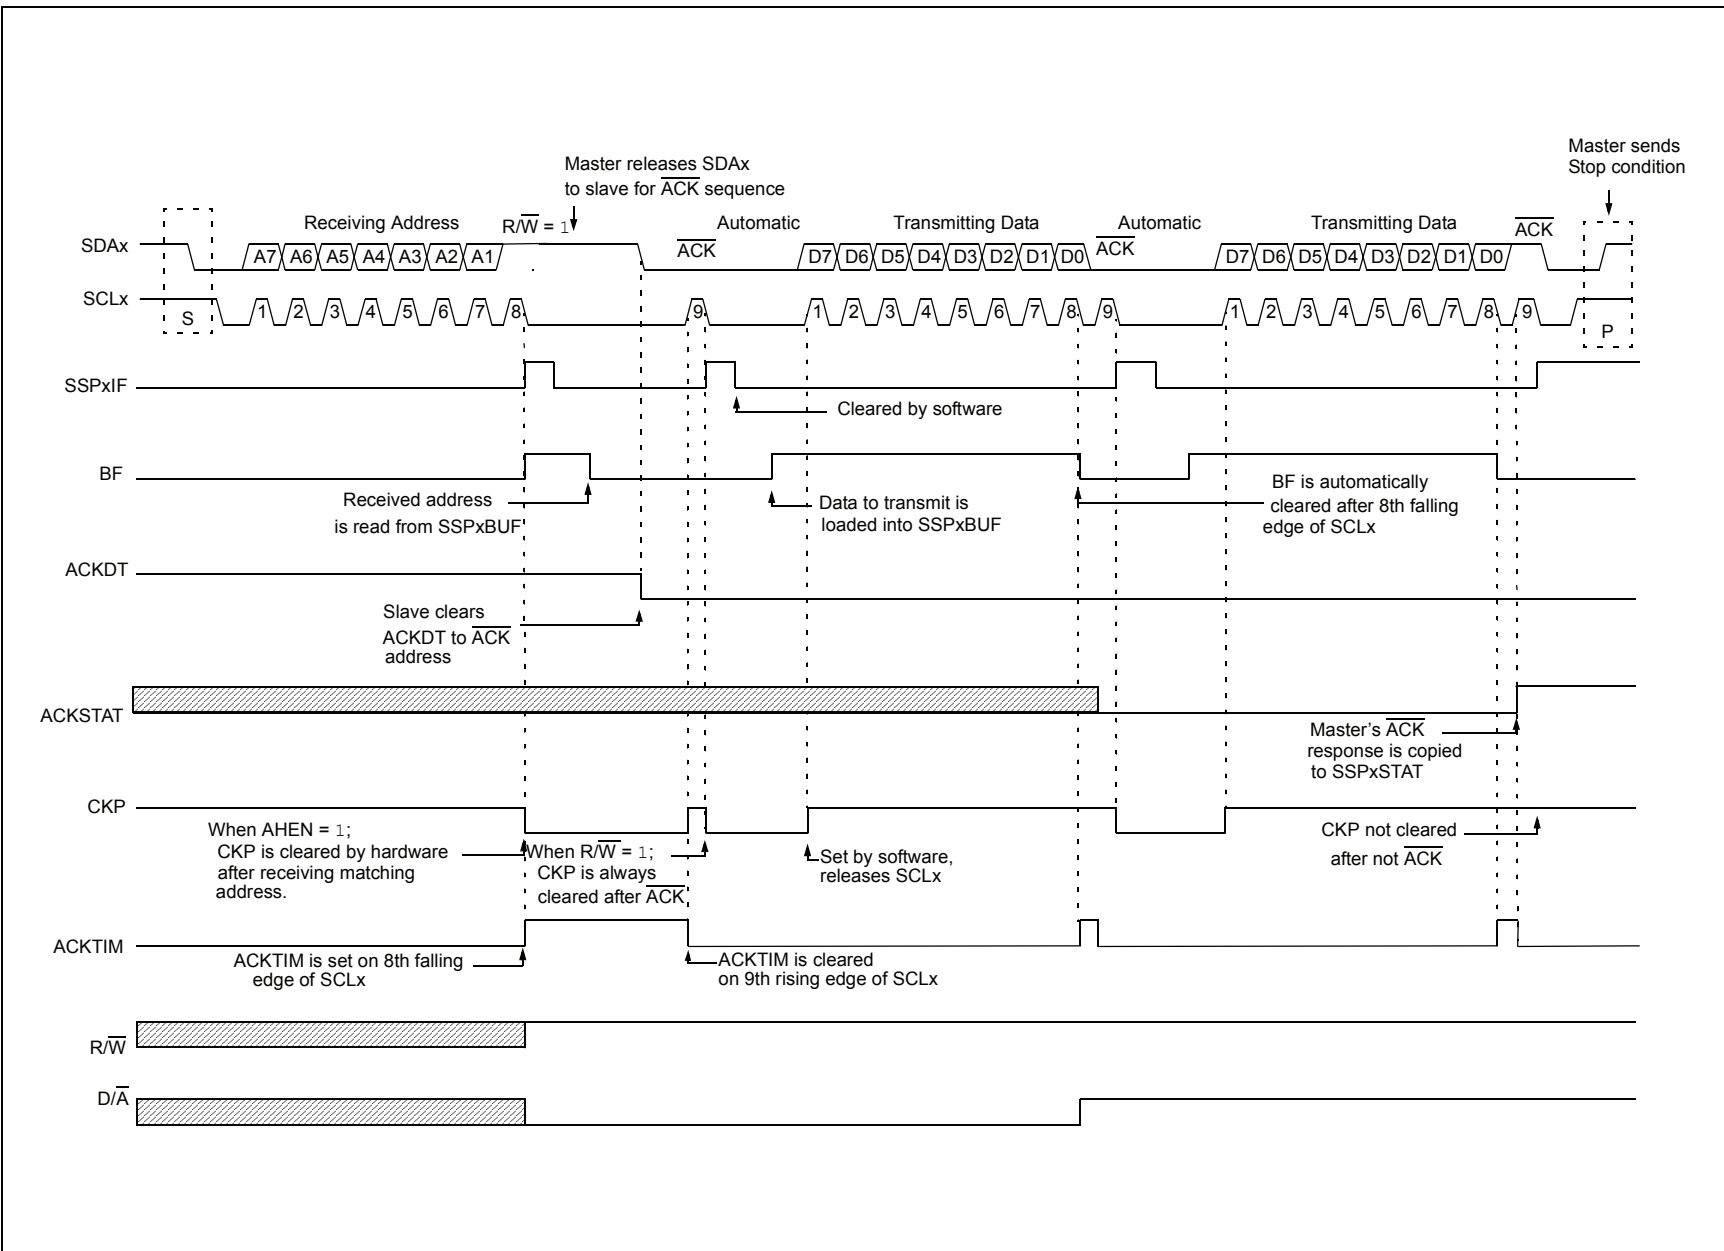 Master sends
Stop condition
Master releases SDAx
to slave for A̅C̅K̅ sequence
Receiving Address
R/W̅ = 1
Automatic
Transmitting Data
Automatic
Transmitting Data
A̅C̅K̅
SDAx
A7 A6 A5 A4 A3 A2 A1
A̅C̅K̅
D7 D6 D5 D4 D3 D2 D1 D0
A̅C̅K̅
D7 D6 D5 D4 D3 D2 D1 D0
SCLx
S
1 2 3 4 5 6 7 8 9
1 2 3 4 5 6 7 8 9
1 2 3 4 5 6 7 8 9
P
SSPxIF
Cleared by software
BF
Received address
is read from SSPxBUF
Data to transmit is
loaded into SSPxBUF
BF is automatically
cleared after 8th falling
edge of SCLx
ACKDT
Slave clears
ACKDT to A̅C̅K̅
address
ACKSTAT
Master's A̅C̅K̅
response is copied
to SSPxSTAT
CKP
When AHEN = 1;
CKP is cleared by hardware
after receiving matching
address.
When R/W̅ = 1;
CKP is always
cleared after A̅C̅K̅
Set by software,
releases SCLx
CKP not cleared
after not A̅C̅K̅
ACKTIM
ACKTIM is set on 8th falling
edge of SCLx
ACKTIM is cleared
on 9th rising edge of SCLx
R/W̅
D/A̅